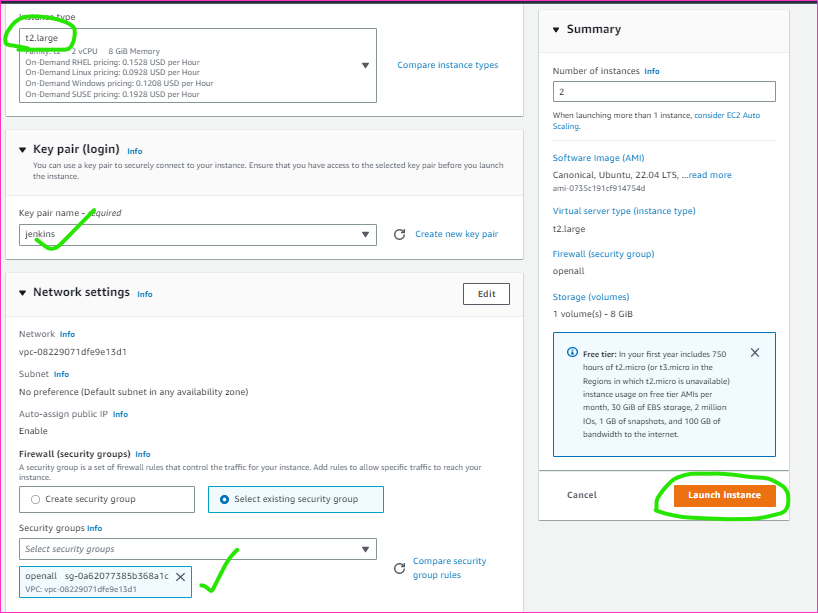 Instance type
t2.large
Family: t2 2 vCPU 8 GiB Memory
On-Demand RHEL pricing: 0.1528 USD per Hour
On-Demand Linux pricing: 0.0928 USD per Hour
On-Demand Windows pricing: 0.1208 USD per Hour
On-Demand SUSE pricing: 0.1928 USD per Hour
Compare instance types
Key pair (login) Info
You can use a key pair to securely connect to your instance. Ensure that you have access to the selected key pair before you launch
the instance.
Key pair name - required
jenkins
Create new key pair
Network settings Info
Edit
Network Info
vpc-08229071dfe9e13d1
Subnet Info
No preference (Default subnet in any availability zone)
Auto-assign public IP Info
Enable
Firewall (security groups) Info
A security group is a set of firewall rules that control the traffic for your instance. Add rules to allow specific traffic to reach your
instance.
Create security group
Select existing security group
Security groups Info
Select security groups
openall sg-0a62077385b368a1c
VPC: vpc-08229071dfe9e13d1
Compare security
group rules
Summary
Number of instances Info
2
When launching more than 1 instance, consider EC2 Auto
Scaling.
Software Image (AMI)
Canonical, Ubuntu, 22.04 LTS, ...read more
ami-0735c191cf914754d
Virtual server type (instance type)
t2.large
Firewall (security group)
openall
Storage (volumes)
1 volume(s) - 8 GiB
Free tier: In your first year includes 750
hours of t2.micro (or t3.micro in the
Regions in which t2.micro is unavailable)
instance usage on free tier AMIs per
month, 30 GiB of EBS storage, 2 million
IOs, 1 GB of snapshots, and 100 GB of
bandwidth to the internet.
Cancel
Launch instance